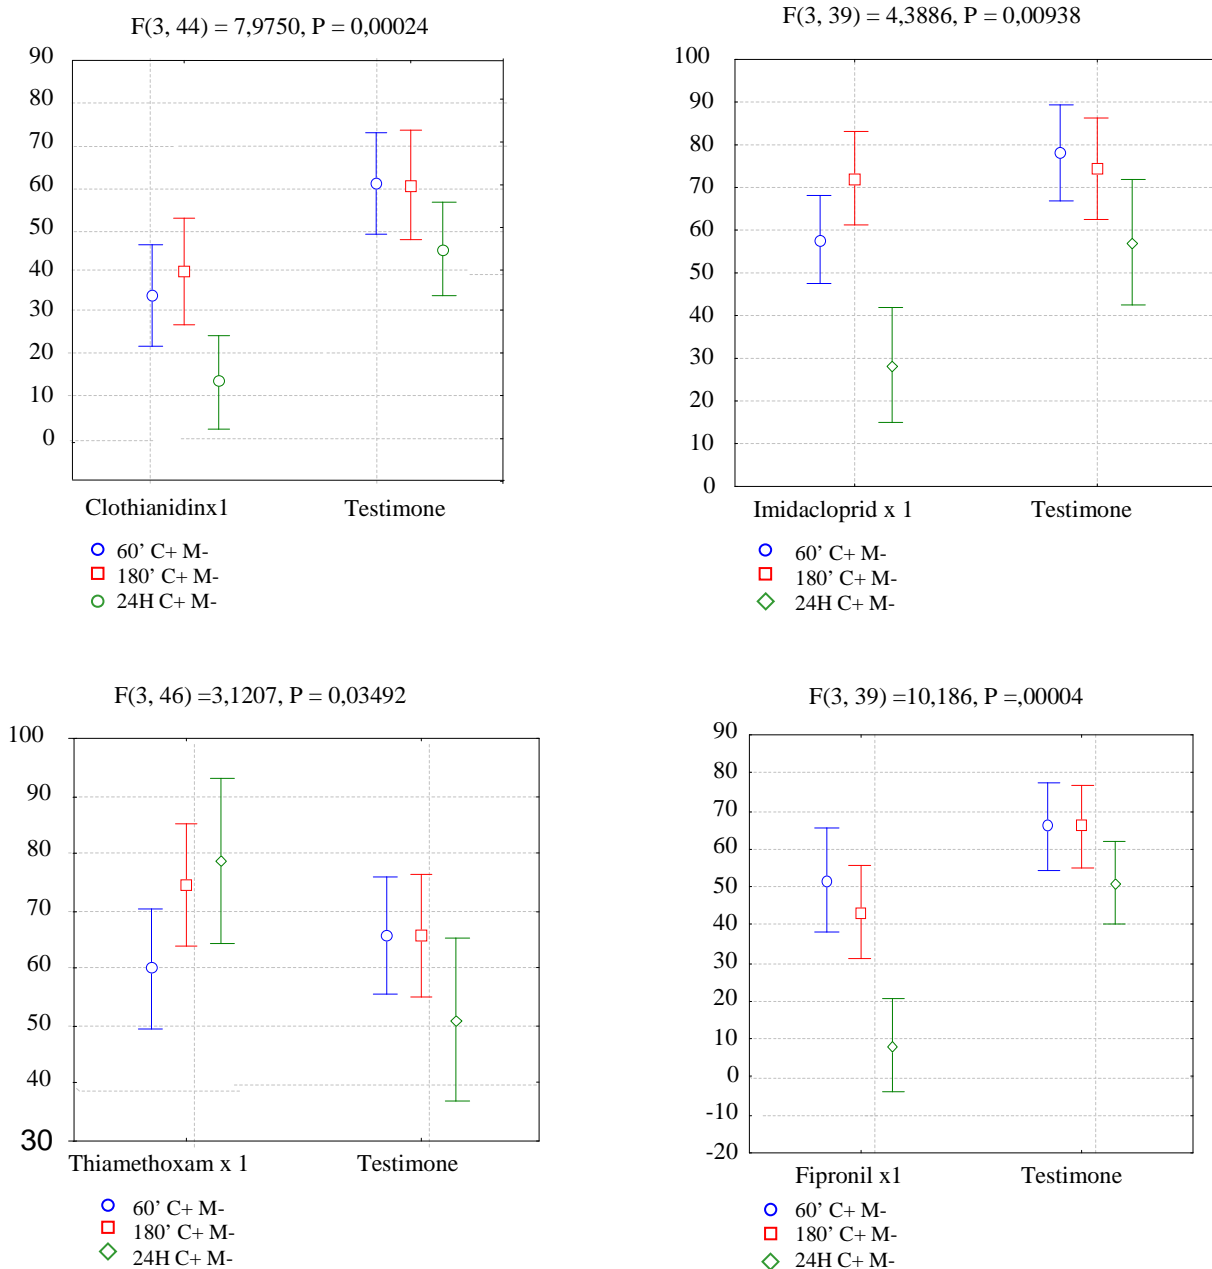 F(3, 44) = 7,9750, P = 0,00024
90
80
70
60
50
40
30
20
10
0
Clothianidinx1 Testimone
60’ C+ M-
180’ C+ M-
24H C+ M-
F(3, 39) = 4,3886, P = 0,00938
100
90
80
70
60
50
40
30
20
10
0
Imidacloprid x 1 Testimone
60’ C+ M-
180’ C+ M-
24H C+ M-
F(3, 46) =3,1207, P = 0,03492
100
90
80
70
60
50
40
30
Thiamethoxam x 1 Testimone
60’ C+ M-
180’ C+ M-
24H C+ M-
F(3, 39) =10,186, P =,00004
90
80
70
60
50
40
30
20
10
0
-10
-20
Fipronil x1 Testimone
60’ C+ M-
180’ C+ M-
24H C+ M-